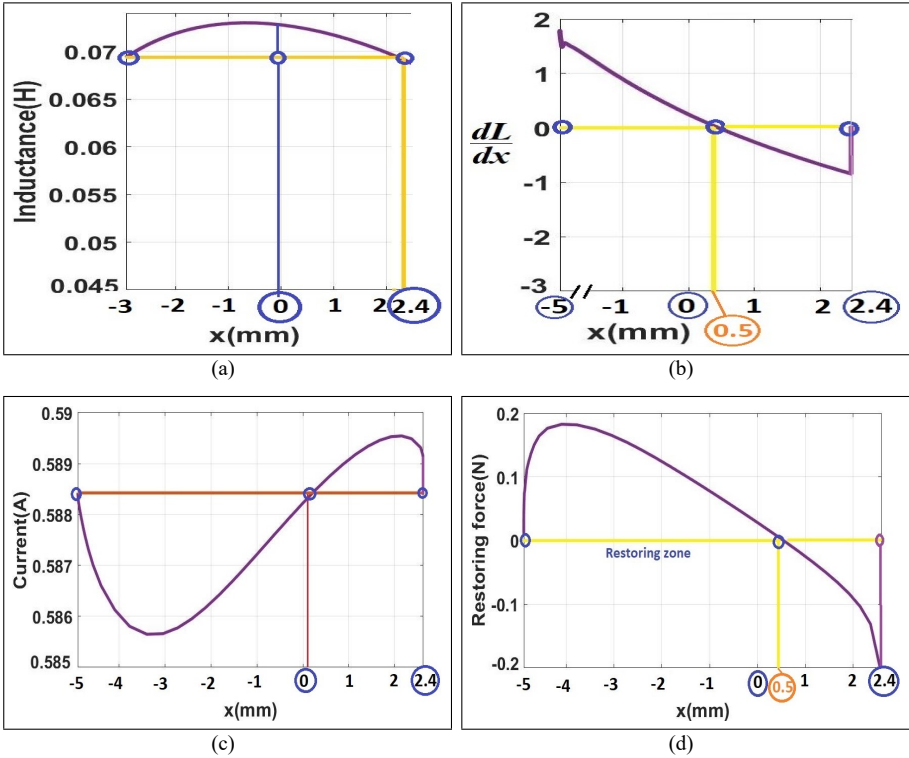 Inductance(H)
0.07
0.065
0.06
0.055
0.05
0.045
-3 -2 -1 0 1 2.4
x(mm)
(a)
dL
dx
2
1
0
-1
-2
-3
-5 // -1 0 1 2 2.4
0.5
x(mm)
(b)
Current(A)
0.59
0.589
0.588
0.587
0.586
0.585
-5 -4 -3 -2 -1 0 1 2 2.4
x(mm)
(c)
Restoring force(N)
0.2
0.1
0
-0.1
-0.2
Restoring zone
-5 -4 -3 -2 -1 0 0.5 1 2 2.4
x(mm)
(d)